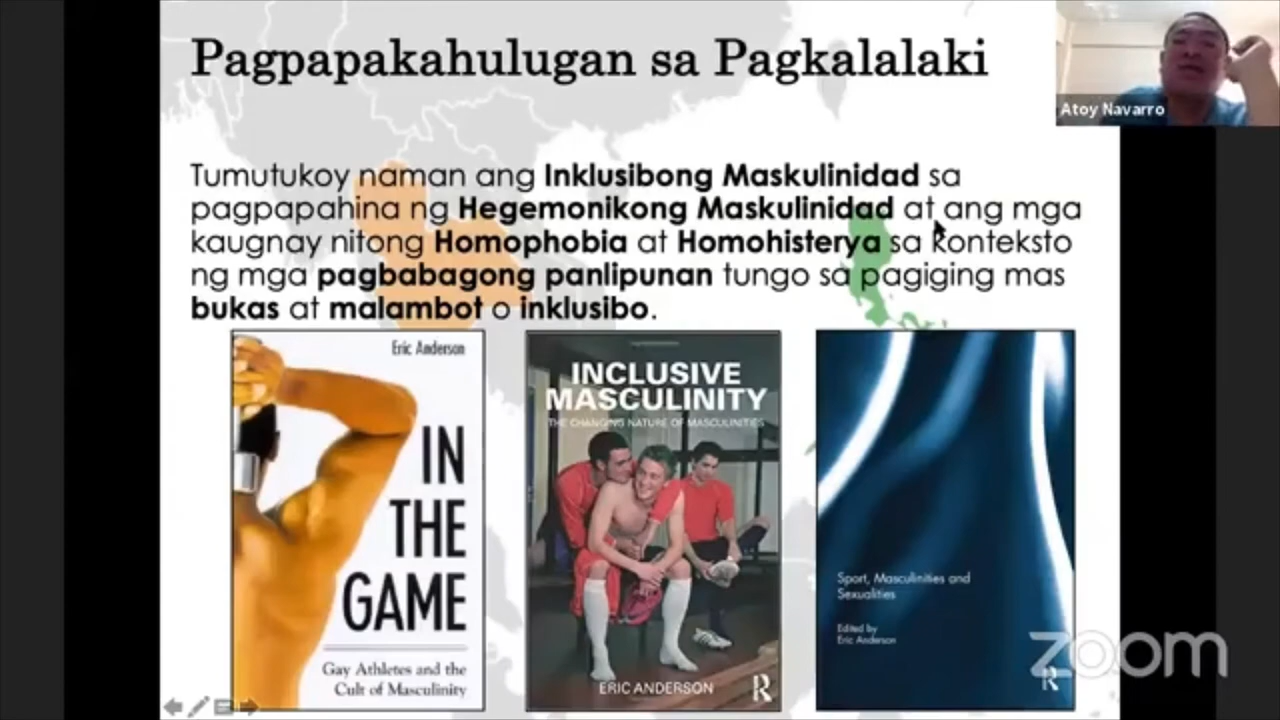 Pagpapakahulugan sa Pagkalalaki
Atoy Navarro
Tumutukoy naman ang Inklusibong Maskulinidad sa
pagpapahina ng Hegemonikong Maskulinidad at ang mga
kaugnay nitong Homophobia at Homohisterya sa konteksto
ng mga pagbabagong panlipunan tungo sa pagiging mas
bukas at malambot o inklusibo.
Eric Anderson
IN
THE
GAME
Gay Athletes and the
Cult of Masculinity
INCLUSIVE
MASCULINITY
THE CHANGING NATURE OF MASCULINITIES
ERIC ANDERSON
R
Sport, Masculinities and
Sexualities
Edited by
Eric Anderson
R
zoom